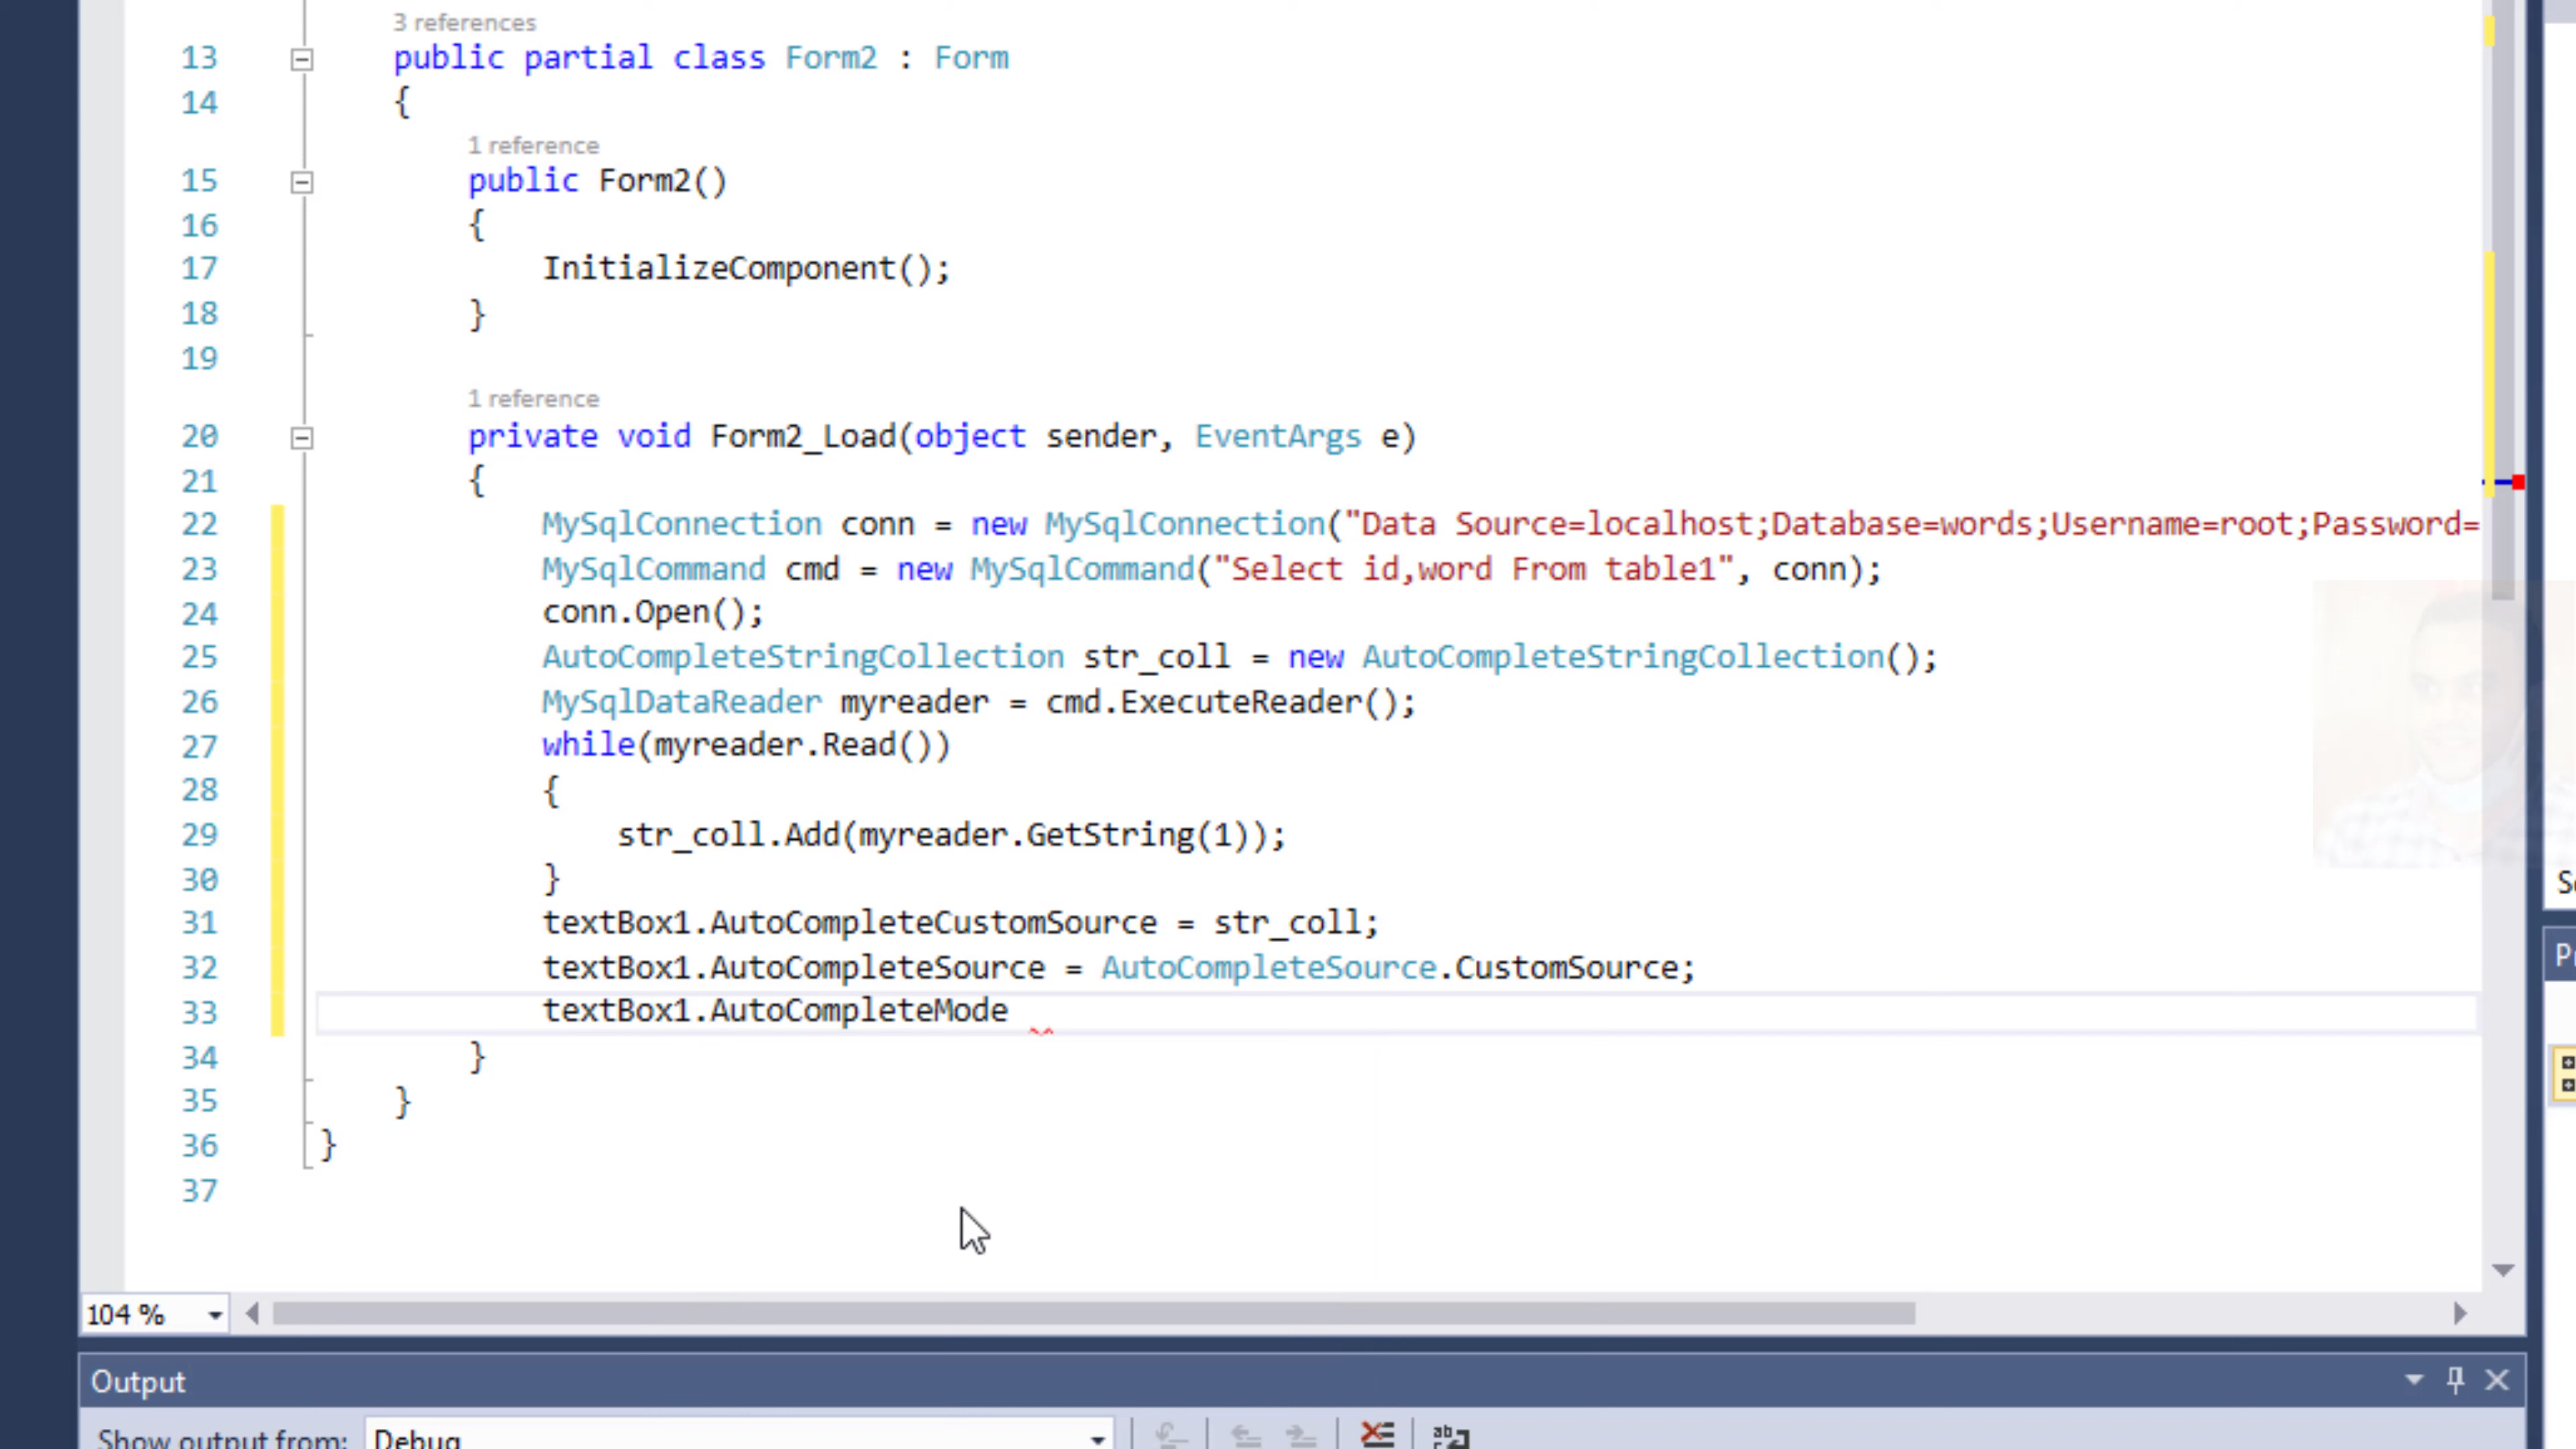 3 references
13 public partial class Form2 : Form
14 {
1 reference
15 public Form2()
16 {
17 InitializeComponent();
18 }
19
1 reference
20 private void Form2_Load(object sender, EventArgs e)
21 {
22 MySqlConnection conn = new MySqlConnection("Data Source=localhost;Database=words;Username=root;Password=
23 MySqlCommand cmd = new MySqlCommand("Select id,word From table1", conn);
24 conn.Open();
25 AutoCompleteStringCollection str_coll = new AutoCompleteStringCollection();
26 MySqlDataReader myreader = cmd.ExecuteReader();
27 while(myreader.Read())
28 {
29 str_coll.Add(myreader.GetString(1));
30 }
31 textBox1.AutoCompleteCustomSource = str_coll;
32 textBox1.AutoCompleteSource = AutoCompleteSource.CustomSource;
33 textBox1.AutoCompleteMode
34 }
35 }
36 }
37
104 %
Output
Show output from: Debug